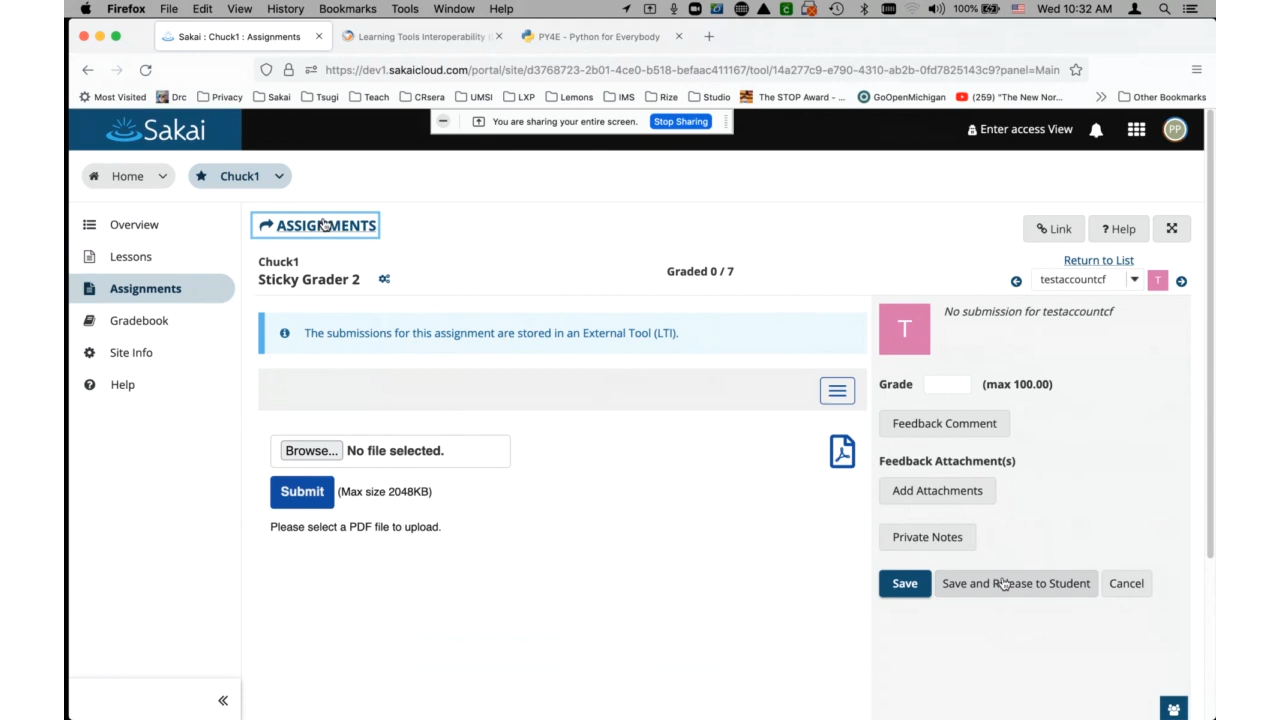 Firefox File Edit View History Bookmarks Tools Window Help 100% Wed 10:32 AM
Sakai : Chuck1 : Assignments × Learning Tools Interoperability × PY4E - Python for Everybody × +
https://dev1.sakaicloud.com/portal/site/d3768723-2b01-4ce0-b518-befaac411167/tool/14a277c9-e790-4310-ab2b-0fd7825143c9?panel=Main
Most Visited Drc Privacy Sakai Tsugi Teach CRsera UMSI LXP Lemons IMS Rize Studio The STOP Award - ... GoOpenMichigan (259) "The New Nor... Other Bookmarks
You are sharing your entire screen. Stop Sharing
Sakai Enter access View PP
Home Chuck1
Overview
Lessons
Assignments
Gradebook
Site Info
Help
ASSIGNMENTS
Link ? Help
Chuck1
Sticky Grader 2
Graded 0 / 7
Return to List
testaccountcf T
The submissions for this assignment are stored in an External Tool (LTI).
Browse... No file selected.
Submit (Max size 2048KB)
Please select a PDF file to upload.
T No submission for testaccountcf
Grade (max 100.00)
Feedback Comment
Feedback Attachment(s)
Add Attachments
Private Notes
Save Save and Release to Student Cancel